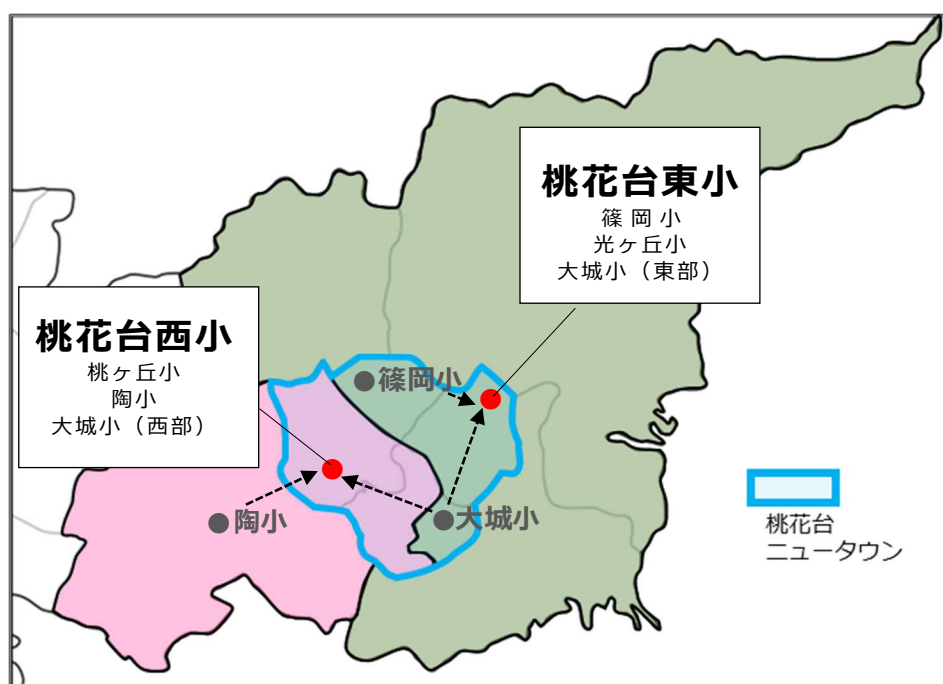 桃花台東小
篠岡小
光ヶ丘小
大城小（東部）
桃花台西小
桃ヶ丘小
陶小
大城小（西部）
●篠岡小
●陶小
●大城小
桃花台
ニュータウン